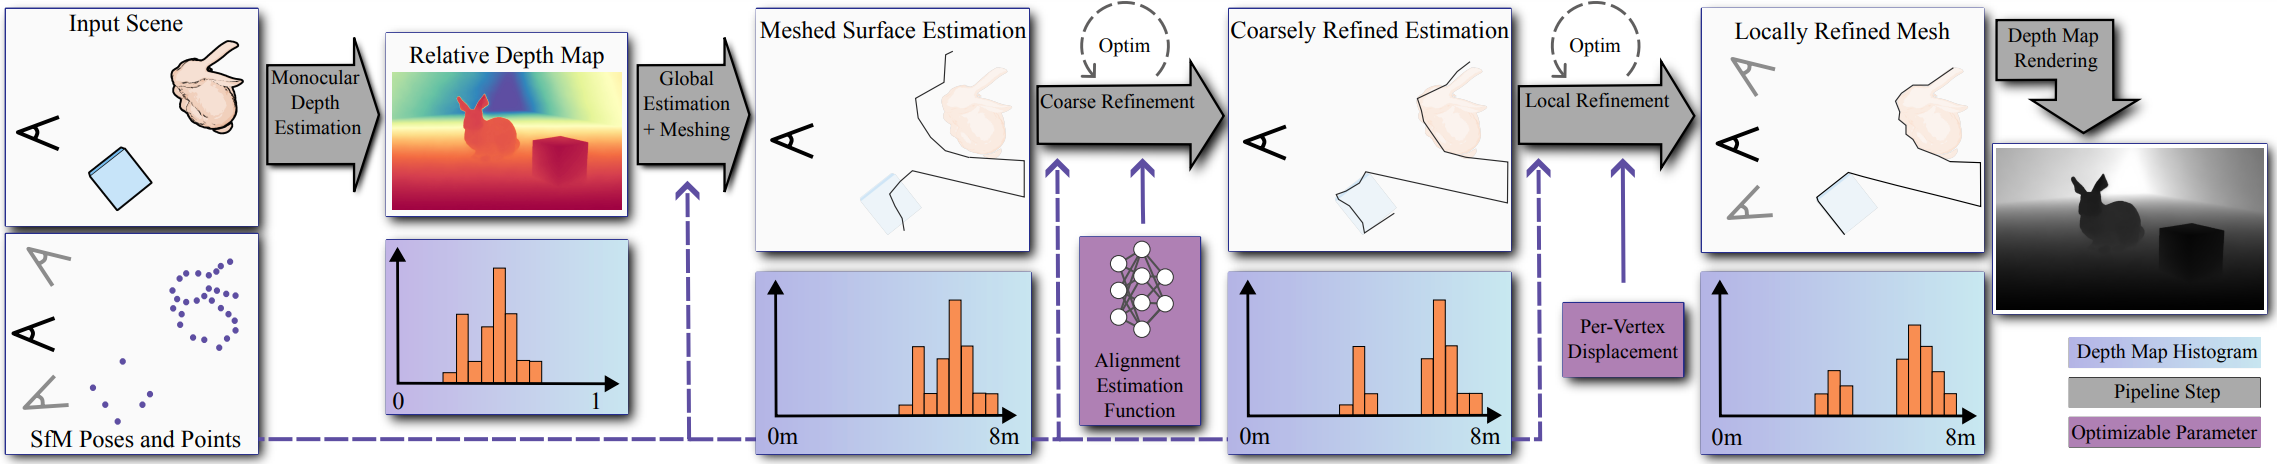 Input Scene
SfM Poses and Points
Monocular
Depth
Estimation
Relative Depth Map
0 1
Global
Estimation
+ Meshing
Meshed Surface Estimation
0m 8m
Optim
Coarse Refinement
Alignment
Estimation
Function
Coarsely Refined Estimation
0m 8m
Optim
Local Refinement
Per-Vertex
Displacement
Locally Refined Mesh
0m 8m
Depth Map
Rendering
Depth Map Histogram
Pipeline Step
Optimizable Parameter